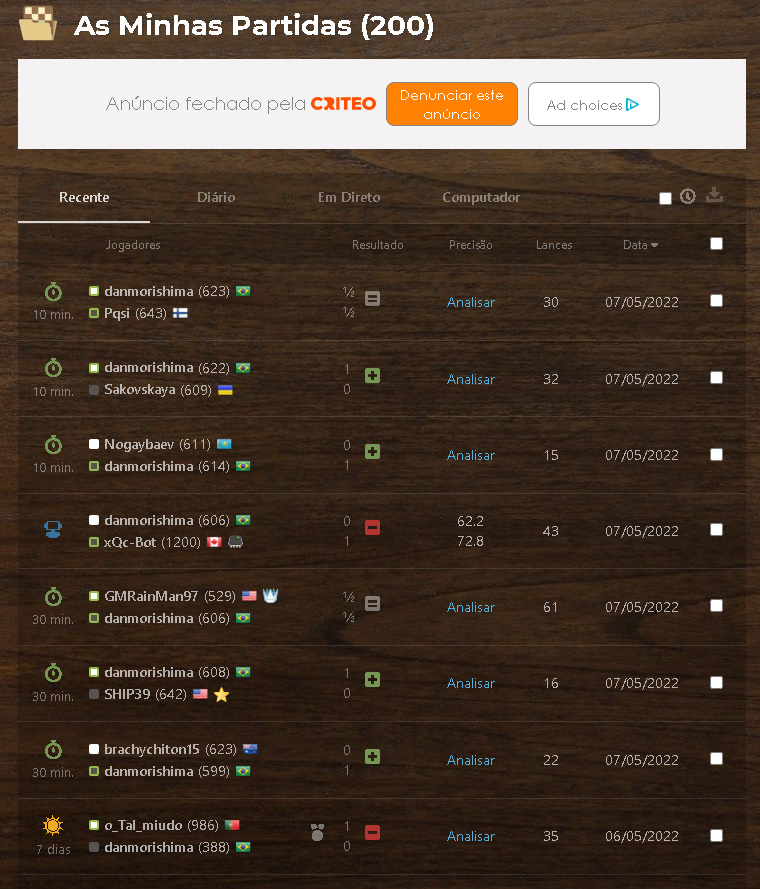 As Minhas Partidas (200)
Anúncio fechado pela CRITEO
Denunciar este
anúncio
Ad choices
Recente Diário Em Direto Computador
Jogadores Resultado Precisão Lances Data
danmorishima (623) ½
Pqsi (643) ½
10 min. Analisar 30 07/05/2022
danmorishima (622) 1
Sakovskaya (609) 0
10 min. Analisar 32 07/05/2022
Nogaybaev (611) 0
danmorishima (614) 1
10 min. Analisar 15 07/05/2022
danmorishima (606) 0 62.2
xQc-Bot (1200) 1 72.8
43 07/05/2022
GMRainMan97 (529) ½
danmorishima (606) ½
30 min. Analisar 61 07/05/2022
danmorishima (608) 1
SHIP39 (642) 0
30 min. Analisar 16 07/05/2022
brachychiton15 (623) 0
danmorishima (599) 1
30 min. Analisar 22 07/05/2022
o_Tal_miudo (986) 1
danmorishima (388) 0
7 dias Analisar 35 06/05/2022